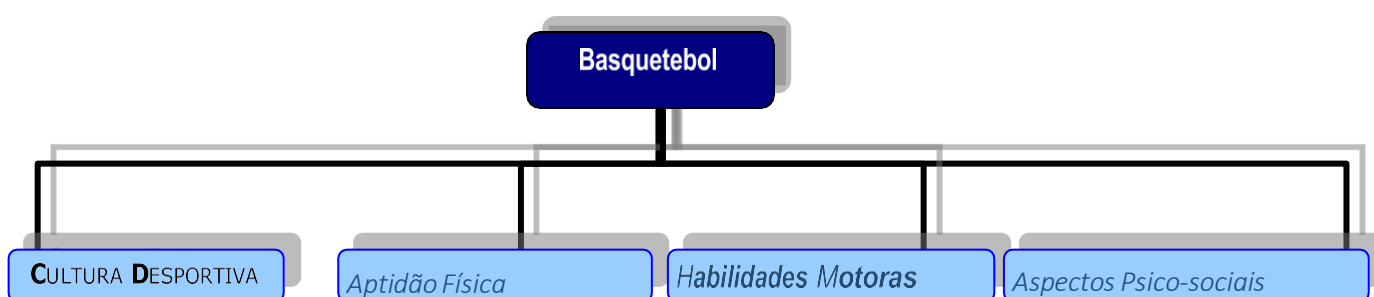 Basquetebol
CULTURA DESPORTIVA
Aptidão Física
Habilidades Motoras
Aspectos Psico-sociais